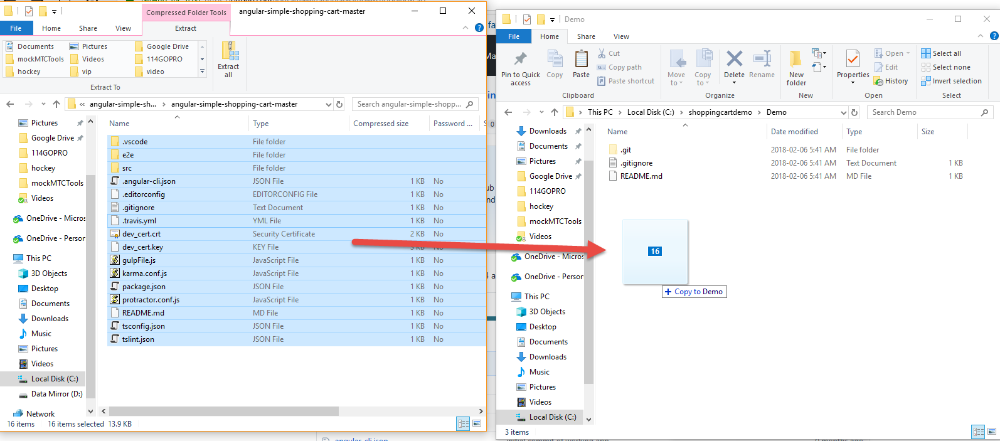 Compressed Folder Tools
angular-simple-shopping-cart-master
File
Home
Share
View
Extract
Documents
Pictures
Google Drive
mockMTCTools
Videos
114GOPRO
hockey
vip
video
Extract To
Extract
all
«
angular-simple-sh...
angular-simple-shopping-cart-master
Search angular-simple-shopp...
Pictures
Google Drive
114GOPRO
hockey
mockMTCTools
Videos
OneDrive - Micros
OneDrive - Person
This PC
3D Objects
Desktop
Documents
Downloads
Music
Pictures
Videos
Local Disk (C:)
Data Mirror (D:)
Network
Name
Type
Compressed size
Password ...
S
.vscode File folder
e2e File folder
src File folder
.angular-cli.json JSON File 1 KB No
.editorconfig EDITORCONFIG File 1 KB No
.gitignore Text Document 1 KB No
.travis.yml YML File 1 KB No
dev_cert.crt Security Certificate 2 KB No
dev_cert.key KEY File 3 KB No
gulpFile.js JavaScript File 1 KB No
karma.conf.js JavaScript File 1 KB No
package.json JSON File 1 KB No
protractor.conf.js JavaScript File 1 KB No
README.md MD File 1 KB No
tsconfig.json JSON File 1 KB No
tslint.json JSON File 1 KB No
16 items
16 items selected 13.9 KB
Demo
File
Home
Share
View
Pin to Quick
access
Copy
Paste
Cut
Copy path
Paste shortcut
Clipboard
Move
to
Copy
to
Delete
Rename
Organize
New
folder
New
Properties
Open
Edit
History
Open
Select all
Select none
Invert selection
Select
This PC
Local Disk (C:)
shoppingcartdemo
Demo
Search Demo
Downloads
Documents
Pictures
Google Drive
114GOPRO
hockey
mockMTCTools
Videos
OneDrive - Micros
OneDrive - Person
This PC
3D Objects
Desktop
Documents
Downloads
Music
Pictures
Videos
Local Disk (C:)
Name
Date modified
Type
Size
.git 2018-02-06 5:41 AM File folder
.gitignore 2018-02-06 5:41 AM Text Document 1 KB
README.md 2018-02-06 5:41 AM MD File 1 KB
16
+ Copy to Demo
3 items